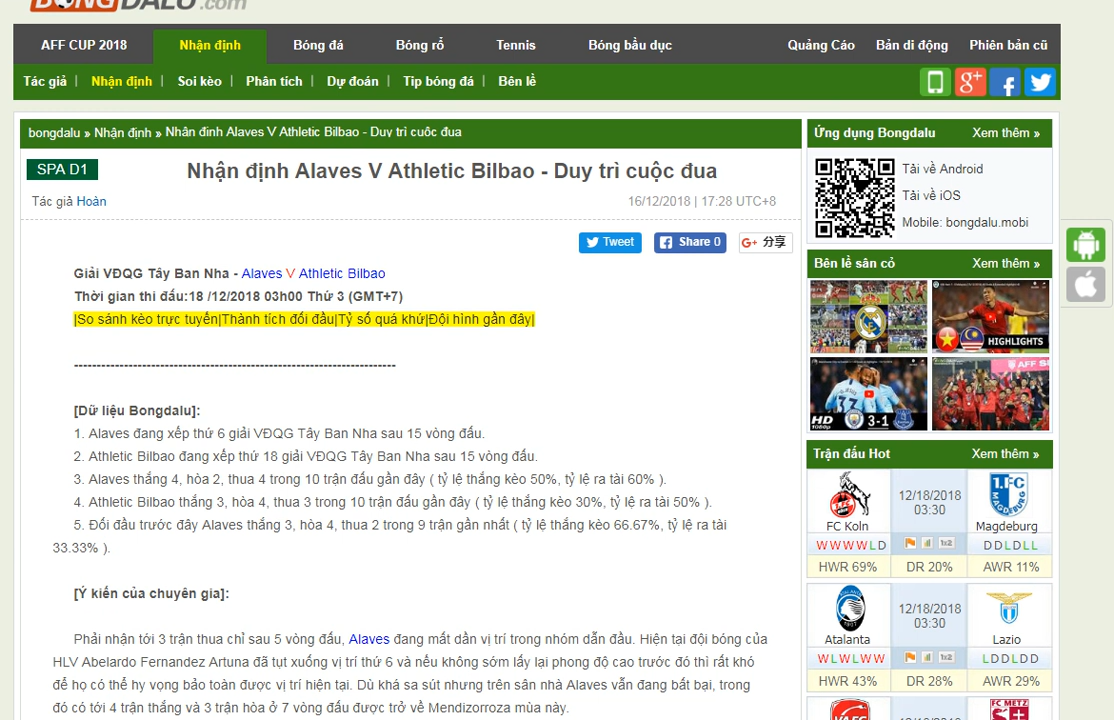 BONGDALU.com
AFF CUP 2018
Nhận định
Bóng đá
Bóng rổ
Tennis
Bóng bầu dục
Quảng Cáo
Bản di động
Phiên bản cũ
Tác giả | Nhận định | Soi kèo | Phân tích | Dự đoán | Tip bóng đá | Bên lề
bongdalu » Nhận định » Nhận định Alaves V Athletic Bilbao - Duy trì cuộc đua
SPA D1
Nhận định Alaves V Athletic Bilbao - Duy trì cuộc đua
Tác giả Hoàn
16/12/2018 | 17:28 UTC+8
Tweet
Share 0
G+ 分享
Giải VĐQG Tây Ban Nha - Alaves V Athletic Bilbao
Thời gian thi đấu:18 /12/2018 03h00 Thứ 3 (GMT+7)
|So sánh kèo trực tuyến|Thành tích đối đầu|Tỷ số quá khứ|Đội hình gần đây|
-----------------------------------------------------------------------
[Dữ liệu Bongdalu]:
1. Alaves đang xếp thứ 6 giải VĐQG Tây Ban Nha sau 15 vòng đấu.
2. Athletic Bilbao đang xếp thứ 18 giải VĐQG Tây Ban Nha sau 15 vòng đấu.
3. Alaves thắng 4, hòa 2, thua 4 trong 10 trận đấu gần đây ( tỷ lệ thắng kèo 50%, tỷ lệ ra tài 60% ).
4. Athletic Bilbao thắng 3, hòa 4, thua 3 trong 10 trận đấu gần đây ( tỷ lệ thắng kèo 30%, tỷ lệ ra tài 50% ).
5. Đối đầu trước đây Alaves thắng 3, hòa 4, thua 2 trong 9 trận gần nhất ( tỷ lệ thắng kèo 66.67%, tỷ lệ ra tài
33.33% ).
[Ý kiến của chuyên gia]:
Phải nhận tới 3 trận thua chỉ sau 5 vòng đấu, Alaves đang mất dần vị trí trong nhóm dẫn đầu. Hiện tại đội bóng của
HLV Abelardo Fernandez Artuna đã tụt xuống vị trí thứ 6 và nếu không sớm lấy lại phong độ cao trước đó thì rất khó
để họ có thể hy vọng bảo toàn được vị trí hiện tại. Dù khá sa sút nhưng trên sân nhà Alaves vẫn đang bất bại, trong
đó có tới 4 trận thắng và 3 trận hòa ở 7 vòng đấu được trở về Mendizorroza mùa này.
Ứng dụng Bongdalu
Xem thêm »
Tải về Android
Tải về iOS
Mobile: bongdalu.mobi
Bên lề sân cỏ
Xem thêm »
HIGHLIGHTS
HD
3-1
Trận đấu Hot
Xem thêm »
FC Koln
12/18/2018
03:30
1.FC
MAGDEBURG
Magdeburg
WWWWLD
1x2
DDLDLL
HWR 69%
DR 20%
AWR 11%
Atalanta
12/18/2018
03:30
Lazio
WLWLWW
1x2
LDDLDD
HWR 43%
DR 28%
AWR 29%
VAFC
FC METZ